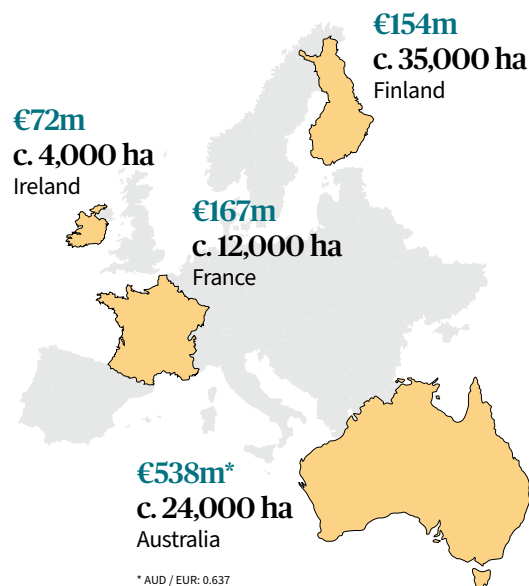 €154m
c. 35,000 ha
Finland
€72m
c. 4,000 ha
Ireland
€167m
c. 12,000 ha
France
€538m*
c. 24,000 ha
Australia
* AUD / EUR: 0.637